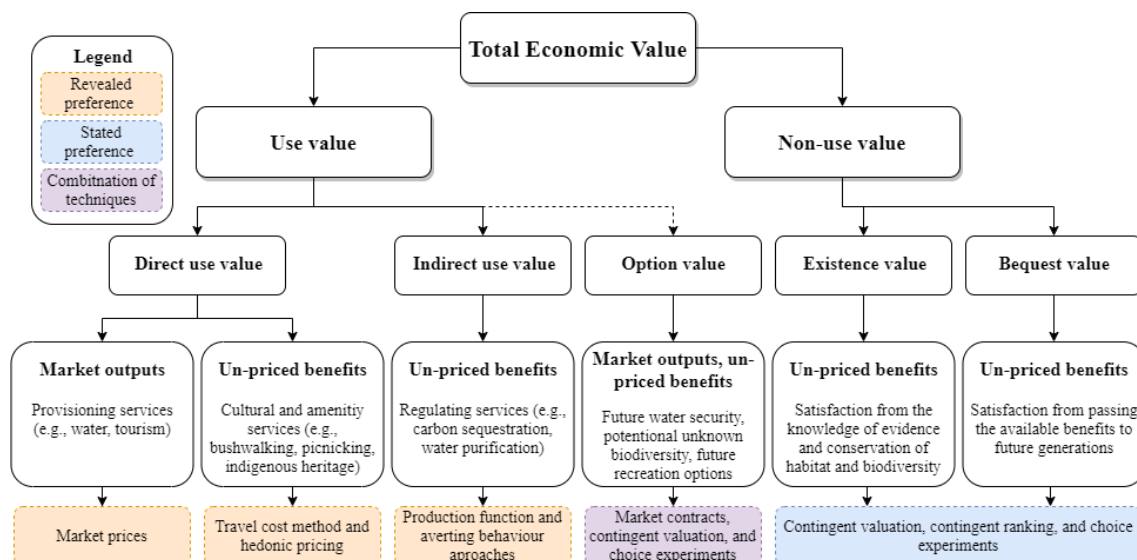 Total Economic Value
Legend
Revealed
preference
Stated
preference
Combitnation of
techniques
Use value
Non-use value
Direct use value
Indirect use value
Option value
Existence value
Bequest value
Market outputs
Provisioning services
(e.g., water, tourism)
Un-priced benefits
Cultural and amenitiy
services (e.g.,
bushwalking, picnicking,
indigenous heritage)
Un-priced benefits
Regulating services (e.g.,
carbon sequestration,
water purification)
Market outputs, un-
priced benefits
Future water security,
potentional unknown
biodiversity, future
recreation options
Un-priced benefits
Satisfaction from the
knowledge of evidence
and conservation of
habitat and biodiversity
Un-priced benefits
Satisfaction from passing
the available benefits to
future generations
Market prices
Travel cost method and
hedonic pricing
Production function and
averting behaviour
aproaches
Market contracts,
contingent valuation, and
choice experiments
Contingent valuation, contingent ranking, and choice
experiments